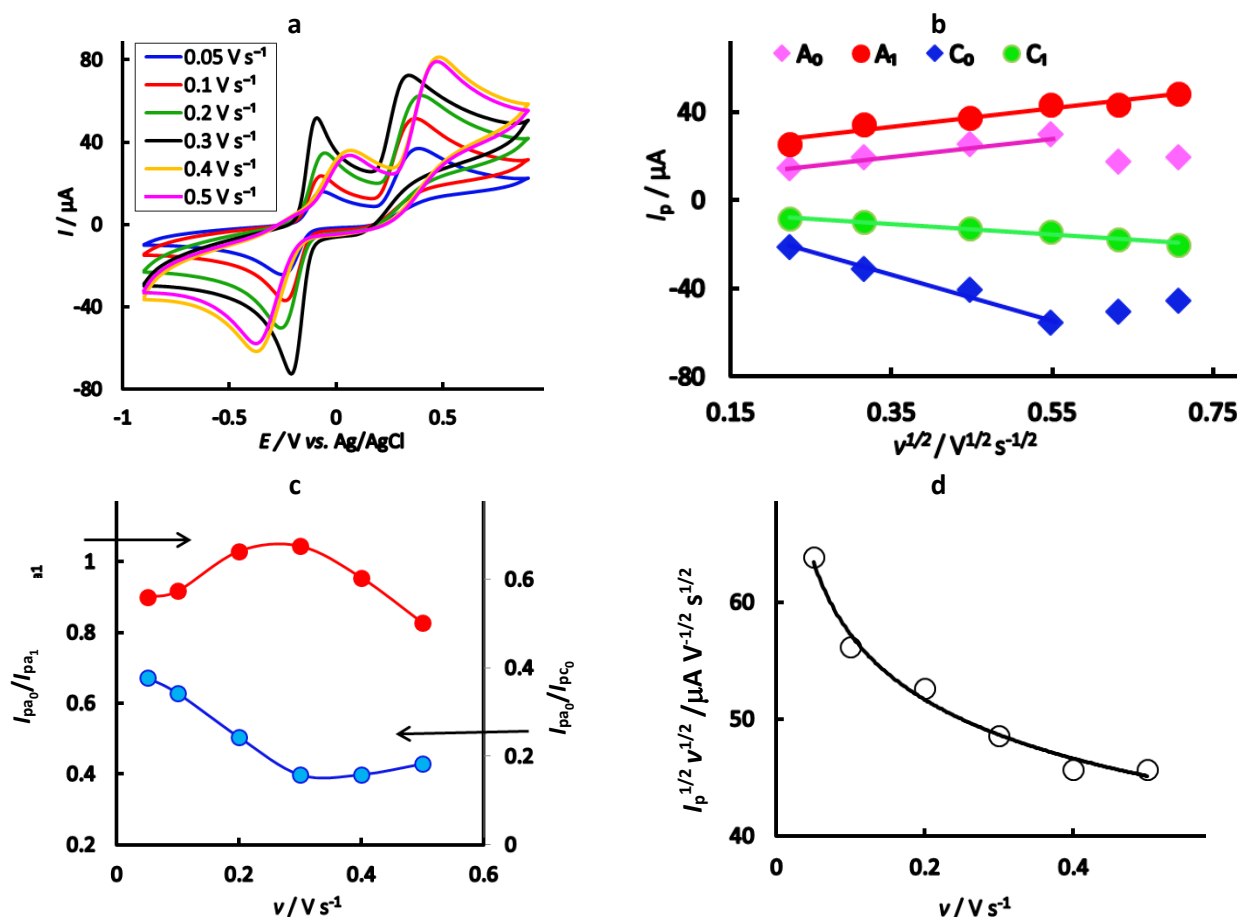 a
80
40
0
-40
-80
I / µA
0.05 V s⁻¹
0.1 V s⁻¹
0.2 V s⁻¹
0.3 V s⁻¹
0.4 V s⁻¹
0.5 V s⁻¹
-1 -0.5 0 0.5
E / V vs. Ag/AgCl
b
A₀ A₁ C₀ C₁
40
0
-40
-80
Iₚ / µA
0.15 0.35 0.55 0.75
v^1/2 / V^1/2 s^-1/2
c
1
0.8
0.6
0.4
0.2
a1
I_pa₀/I_pa₁
0.6
0.4
0.2
0
I_pa₀/I_pc₀
0 0.2 0.4 0.6
v / V s⁻¹
d
60
50
40
I_p^1/2 v^1/2 /µA V^-1/2 s^1/2
0 0.2 0.4
v / V s⁻¹